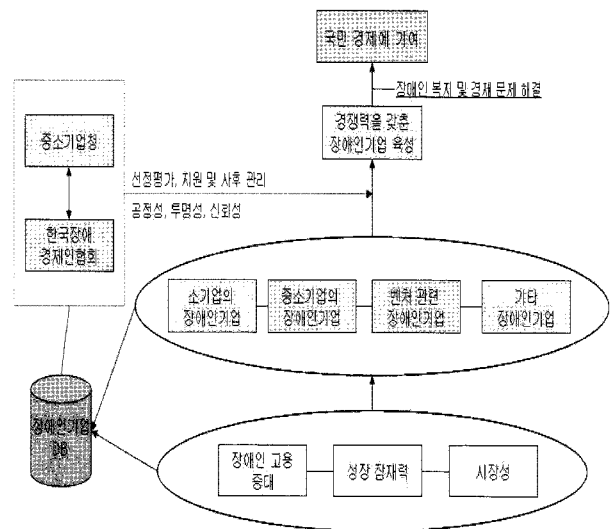 국민 경제에 기여
장애인 복지 및 경제 문제 해결
경쟁력을 갖춘
장애인기업 육성
중소기업청
선정평가, 지원 및 사후 관리
공정성, 투명성, 신뢰성
한국장애
경제인협회
소기업의
장애인기업
중소기업의
장애인기업
벤처 관련
장애인기업
기타
장애인기업
장애인기업
DB
장애인 고용
증대
성장 잠재력
시장성